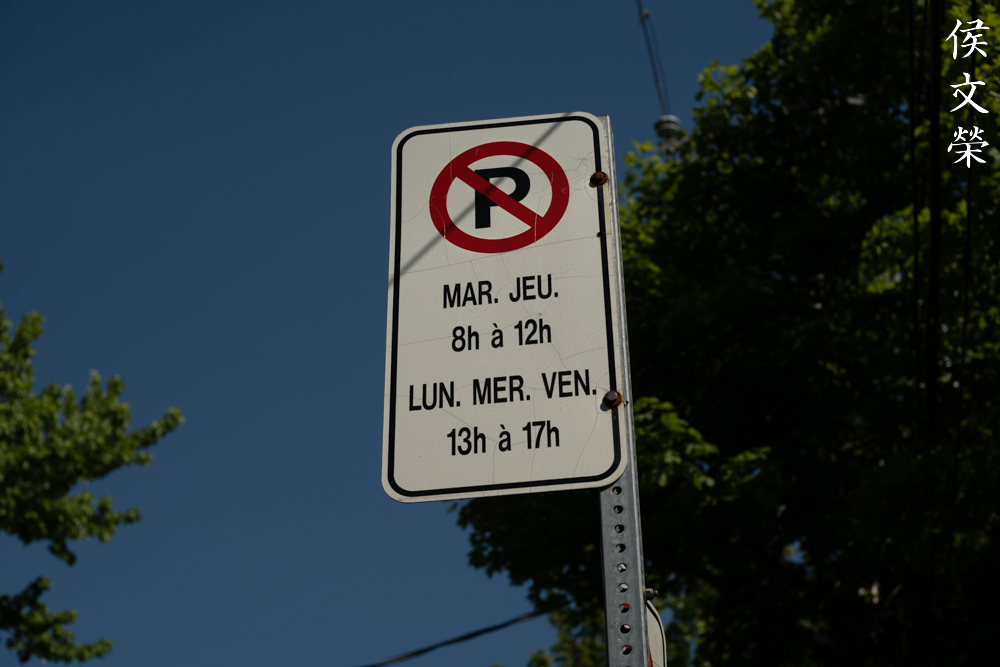 P
MAR. JEU.
8h à 12h
LUN. MER. VEN.
13h à 17h
侯文榮